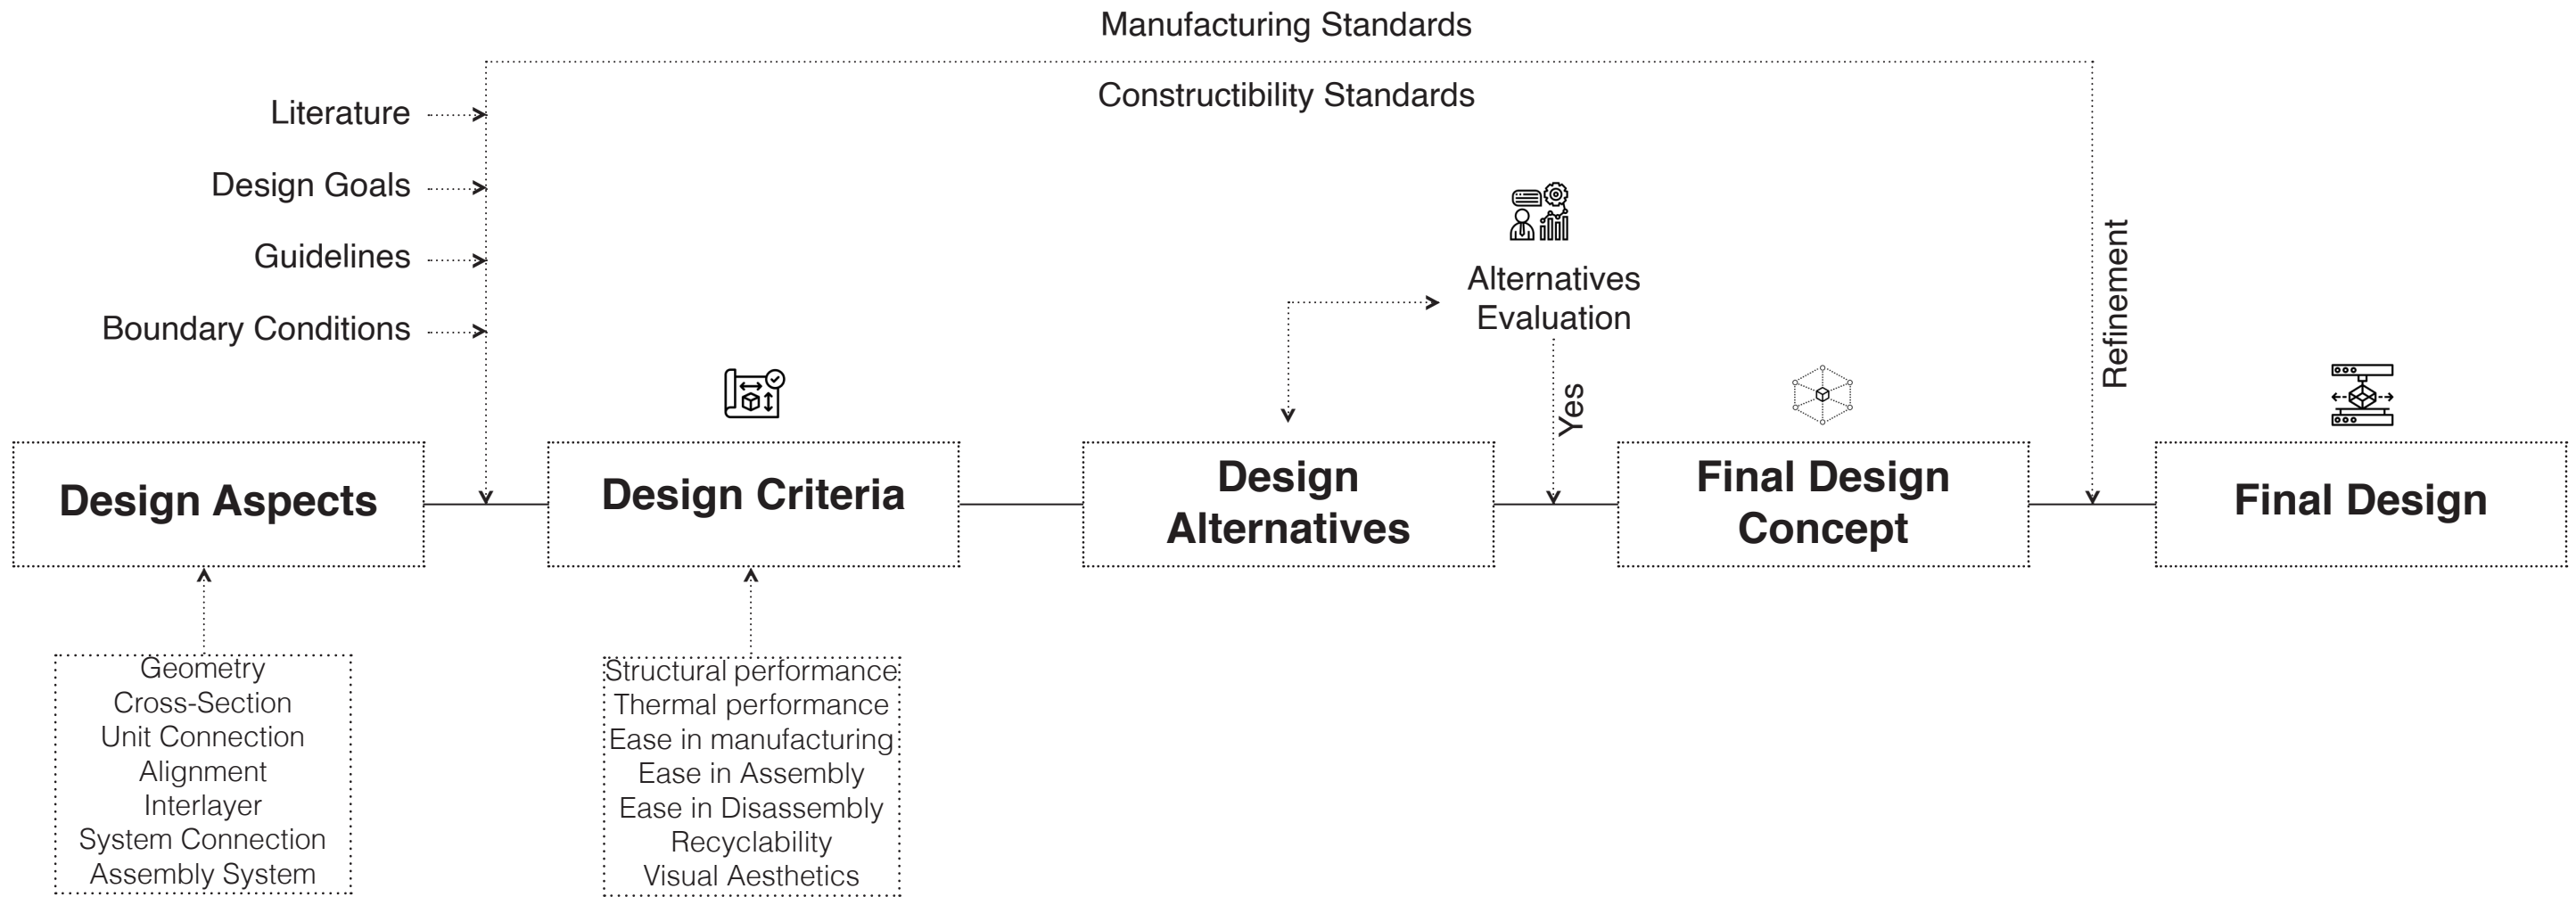 Manufacturing Standards
Constructibility Standards
Literature
Design Goals
Guidelines
Boundary Conditions
Alternatives
Evaluation
Yes
Refinement
Design Aspects
Design Criteria
Design
Alternatives
Final Design
Concept
Final Design
Geometry
Cross-Section
Unit Connection
Alignment
Interlayer
System Connection
Assembly System
Structural performance
Thermal performance
Ease in manufacturing
Ease in Assembly
Ease in Disassembly
Recyclability
Visual Aesthetics